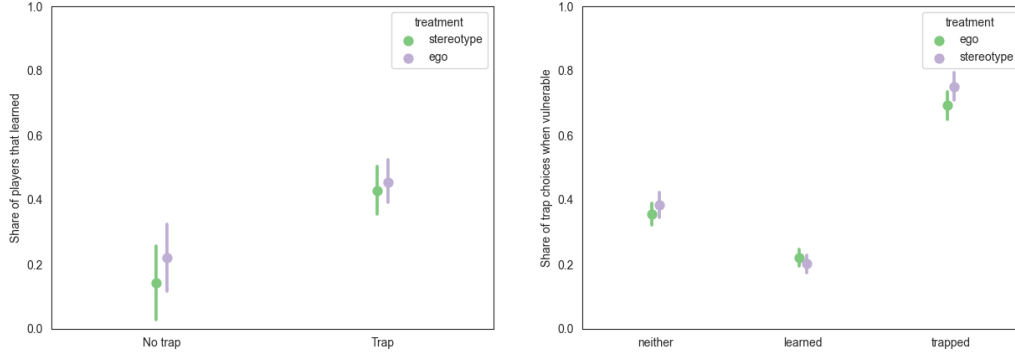 Share of players that learned
1.0
0.8
0.6
0.4
0.2
0.0
treatment
stereotype
ego
No trap
Trap
Share of trap choices when vulnerable
1.0
0.8
0.6
0.4
0.2
0.0
treatment
ego
stereotype
neither
learned
trapped